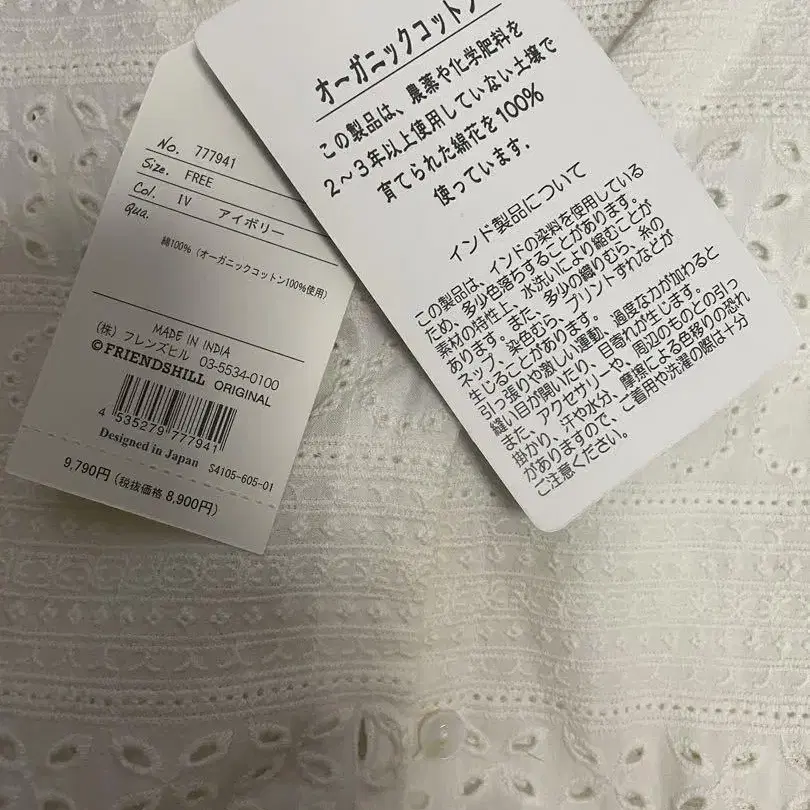 No. 777941
Size. FREE
Col. IV アイボリー
Qua.
綿100% (オーガニックコットン100%使用)
MADE IN INDIA
(株) フレンズヒル 03-5534-0100
©FRIENDSHILL ORIGINAL
4 535279 777941
Designed in Japan S4105-605-01
9,790円 (税抜価格 8,900円)
オーガニックコットン
この製品は、農薬や化学肥料を
2〜3年以上使用していない土壌で
育てられた綿花を100%
使っています.
インド製品について
この製品は、インドの染料を使用している
ため、多少色落ちすることがあります。
素材の特性上、水洗いにより縮むことが
あります。また、多少の織りむら、糸の
ネップ、染色むら、プリントずれなどが
生じることがあります。
引っ張りや激しい運動、過度な力が加わると
縫い目が開いたり、目寄れが生じます。
また、アクセサリーや、周辺のものとの引っ
掛かり、汗や水分、摩擦による色移りの恐れ
がありますので、ご着用や洗濯の際は十分
ご注意ください。